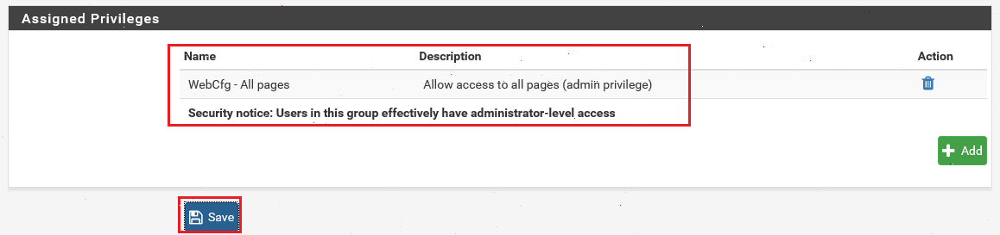 Assigned Privileges
Name Description Action
WebCfg - All pages Allow access to all pages (admin privilege)
Security notice: Users in this group effectively have administrator-level access
Add
Save